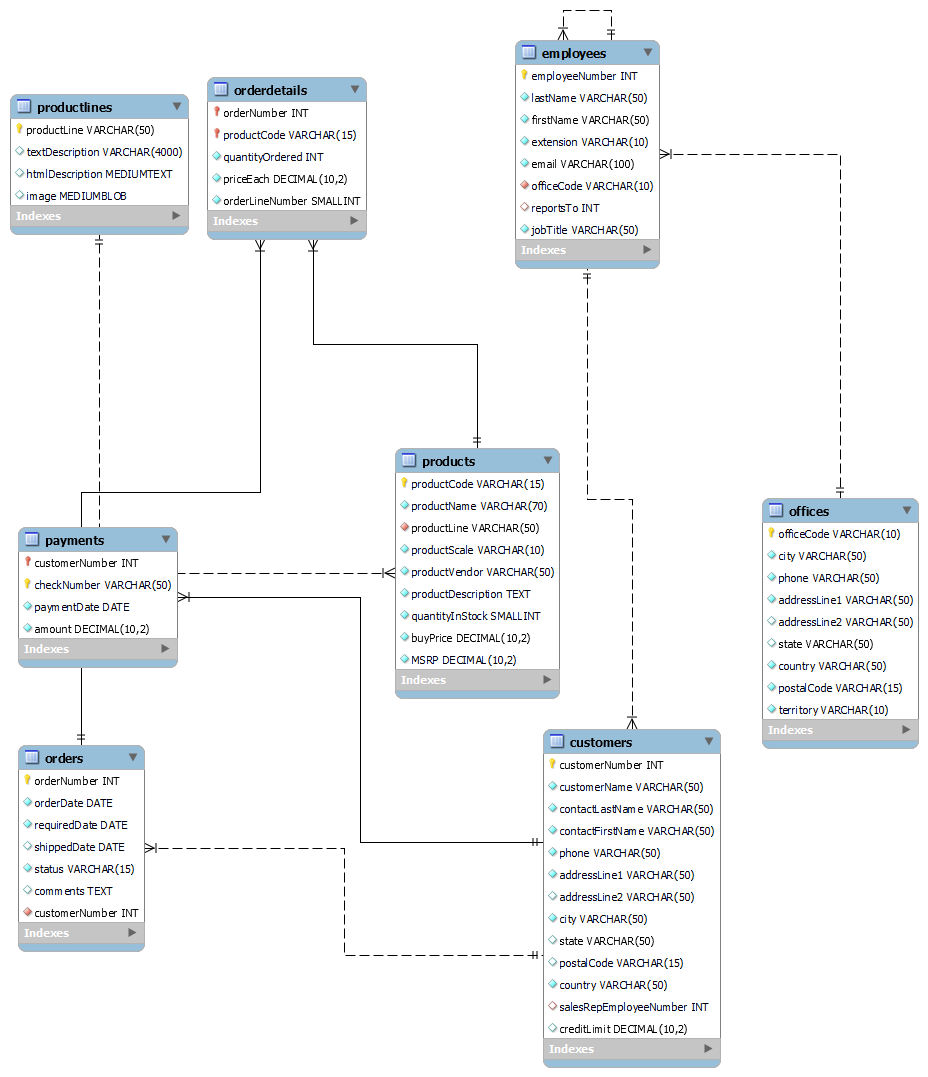 productlines
productLine VARCHAR(50)
textDescription VARCHAR(4000)
htmlDescription MEDIUMTEXT
image MEDIUMBLOB
Indexes
orderdetails
orderNumber INT
productCode VARCHAR(15)
quantityOrdered INT
priceEach DECIMAL(10,2)
orderLineNumber SMALLINT
Indexes
employees
employeeNumber INT
lastName VARCHAR(50)
firstName VARCHAR(50)
extension VARCHAR(10)
email VARCHAR(100)
officeCode VARCHAR(10)
reportsTo INT
jobTitle VARCHAR(50)
Indexes
payments
customerNumber INT
checkNumber VARCHAR(50)
paymentDate DATE
amount DECIMAL(10,2)
Indexes
products
productCode VARCHAR(15)
productName VARCHAR(70)
productLine VARCHAR(50)
productScale VARCHAR(10)
productVendor VARCHAR(50)
productDescription TEXT
quantityInStock SMALLINT
buyPrice DECIMAL(10,2)
MSRP DECIMAL(10,2)
Indexes
offices
officeCode VARCHAR(10)
city VARCHAR(50)
phone VARCHAR(50)
addressLine1 VARCHAR(50)
addressLine2 VARCHAR(50)
state VARCHAR(50)
country VARCHAR(50)
postalCode VARCHAR(15)
territory VARCHAR(10)
Indexes
orders
orderNumber INT
orderDate DATE
requiredDate DATE
shippedDate DATE
status VARCHAR(15)
comments TEXT
customerNumber INT
Indexes
customers
customerNumber INT
customerName VARCHAR(50)
contactLastName VARCHAR(50)
contactFirstName VARCHAR(50)
phone VARCHAR(50)
addressLine1 VARCHAR(50)
addressLine2 VARCHAR(50)
city VARCHAR(50)
state VARCHAR(50)
postalCode VARCHAR(15)
country VARCHAR(50)
salesRepEmployeeNumber INT
creditLimit DECIMAL(10,2)
Indexes